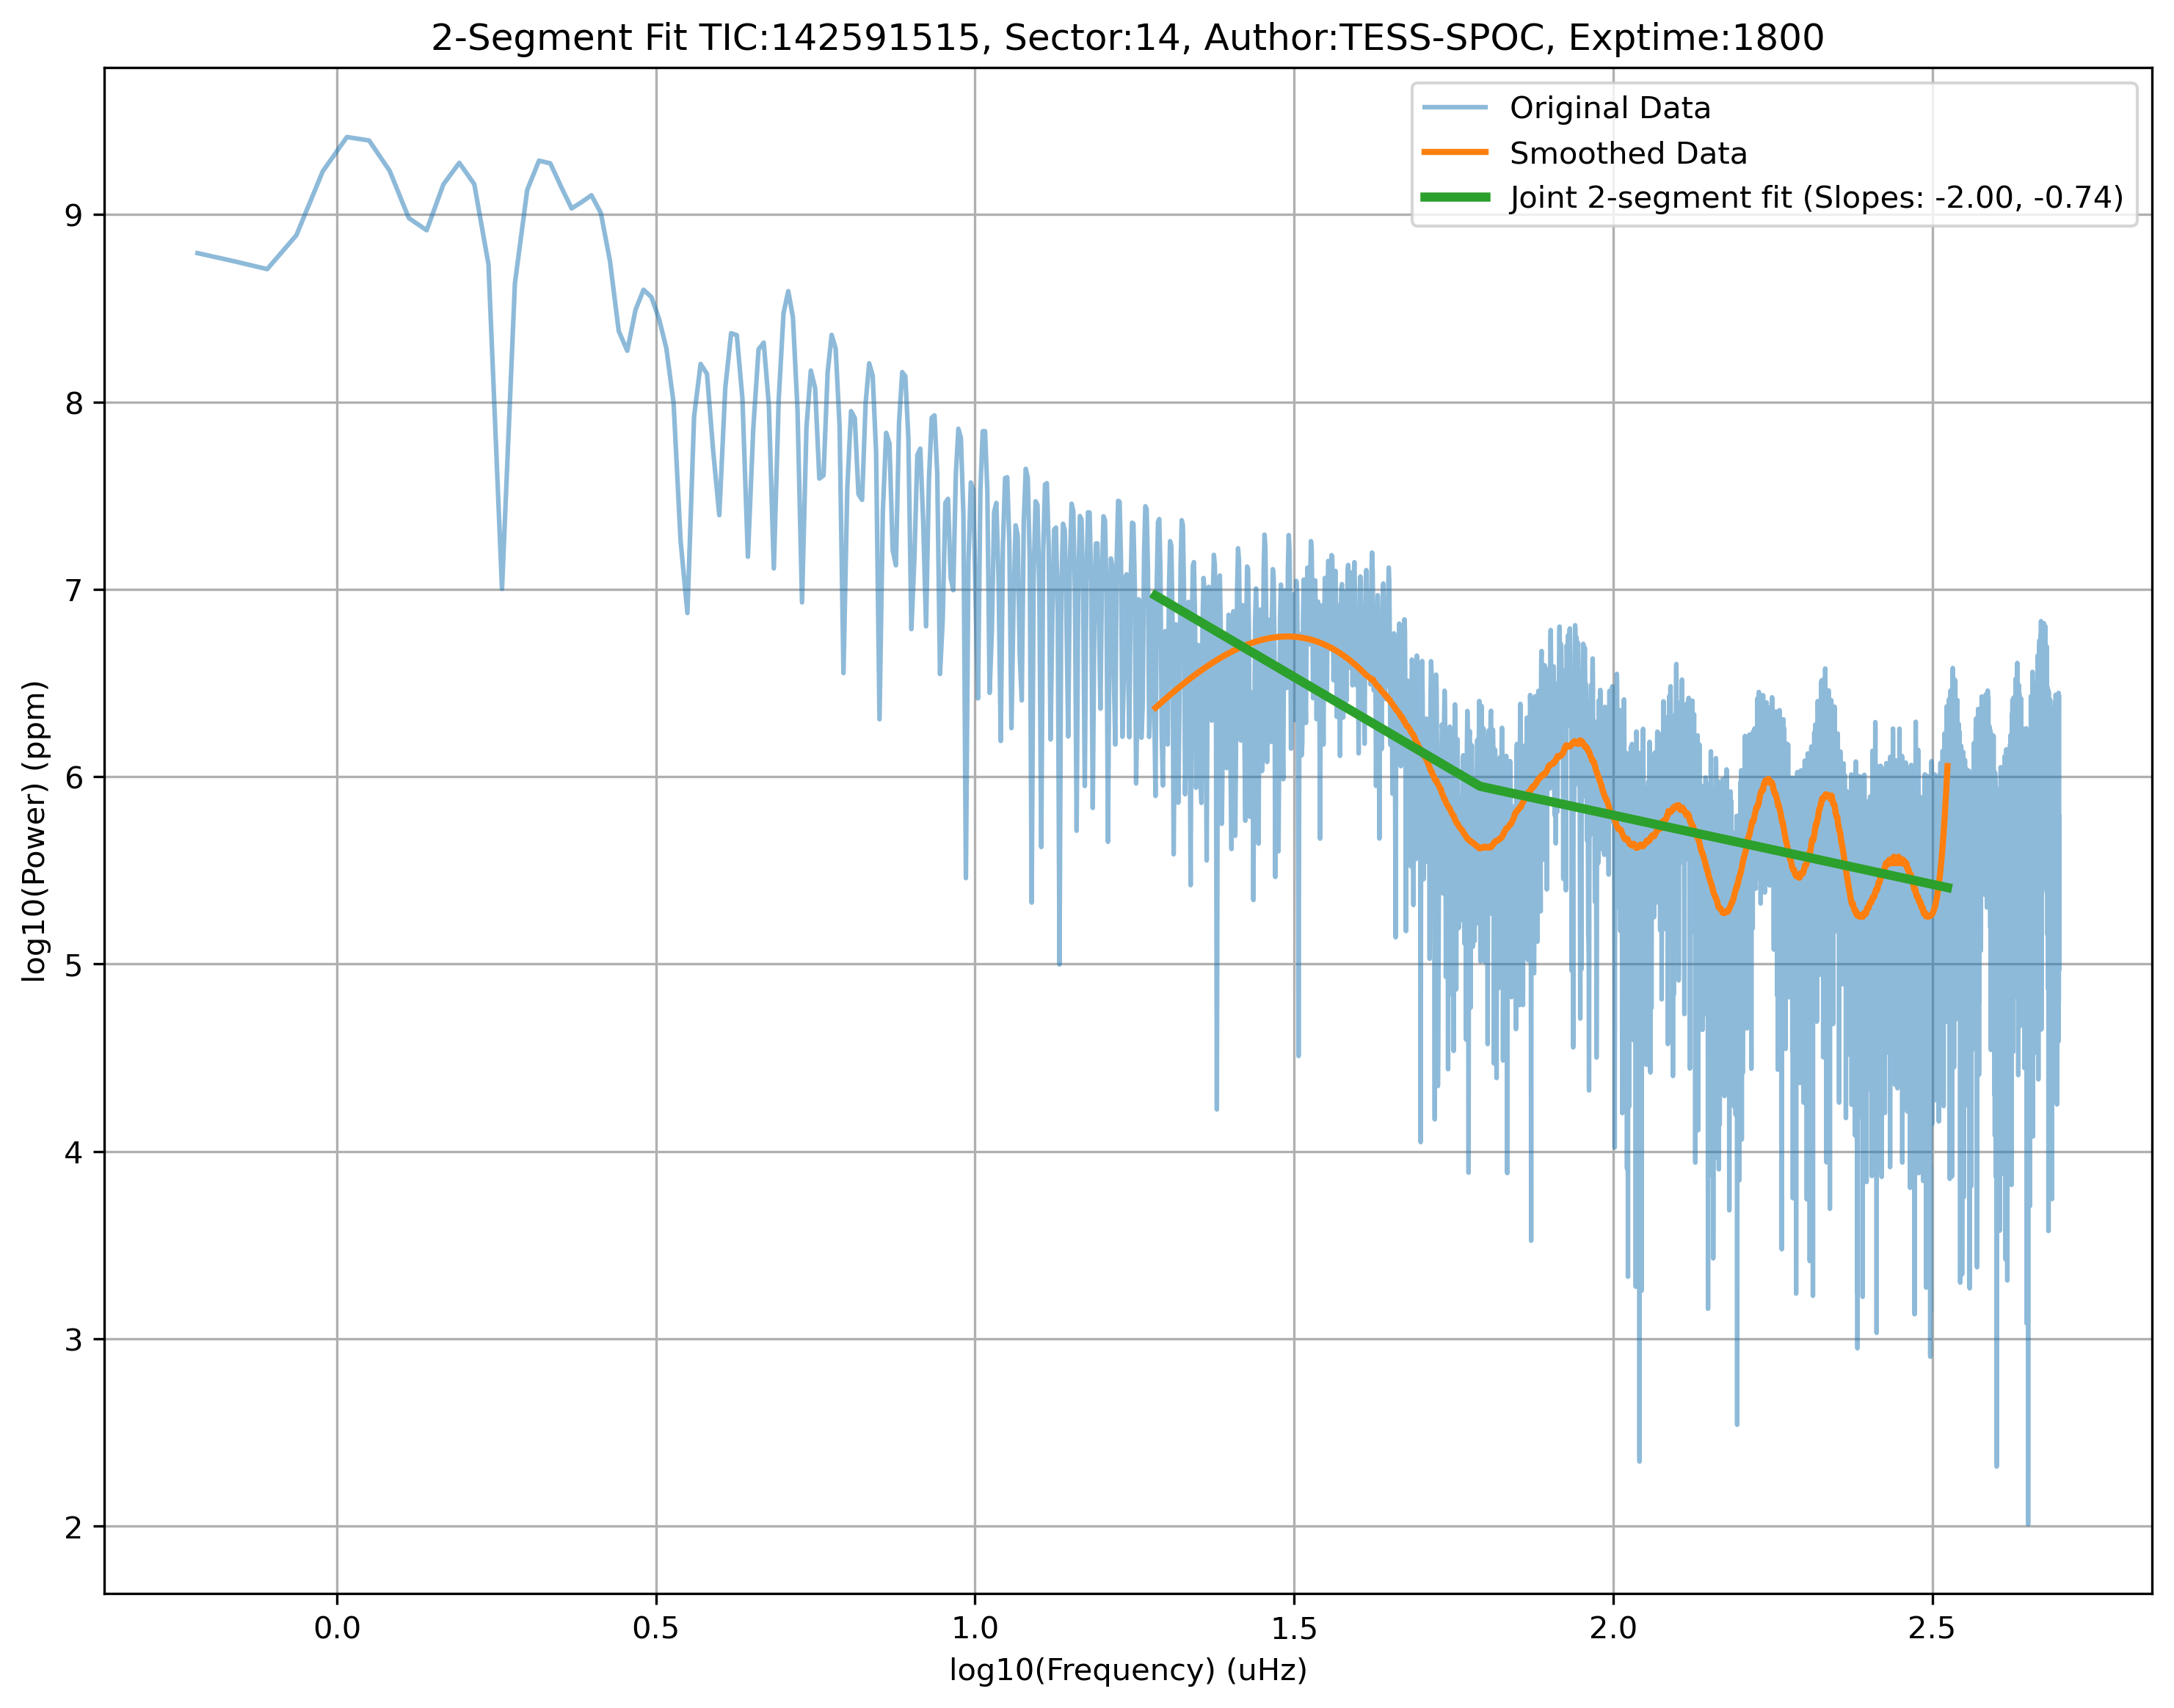 2-Segment Fit TIC:142591515, Sector:14, Author:TESS-SPOC, Exptime:1800
Original Data
Smoothed Data
Joint 2-segment fit (Slopes: -2.00, -0.74)
log10(Power) (ppm)
9
8
7
6
5
4
3
2
0.0 0.5 1.0 1.5 2.0 2.5
log10(Frequency) (uHz)